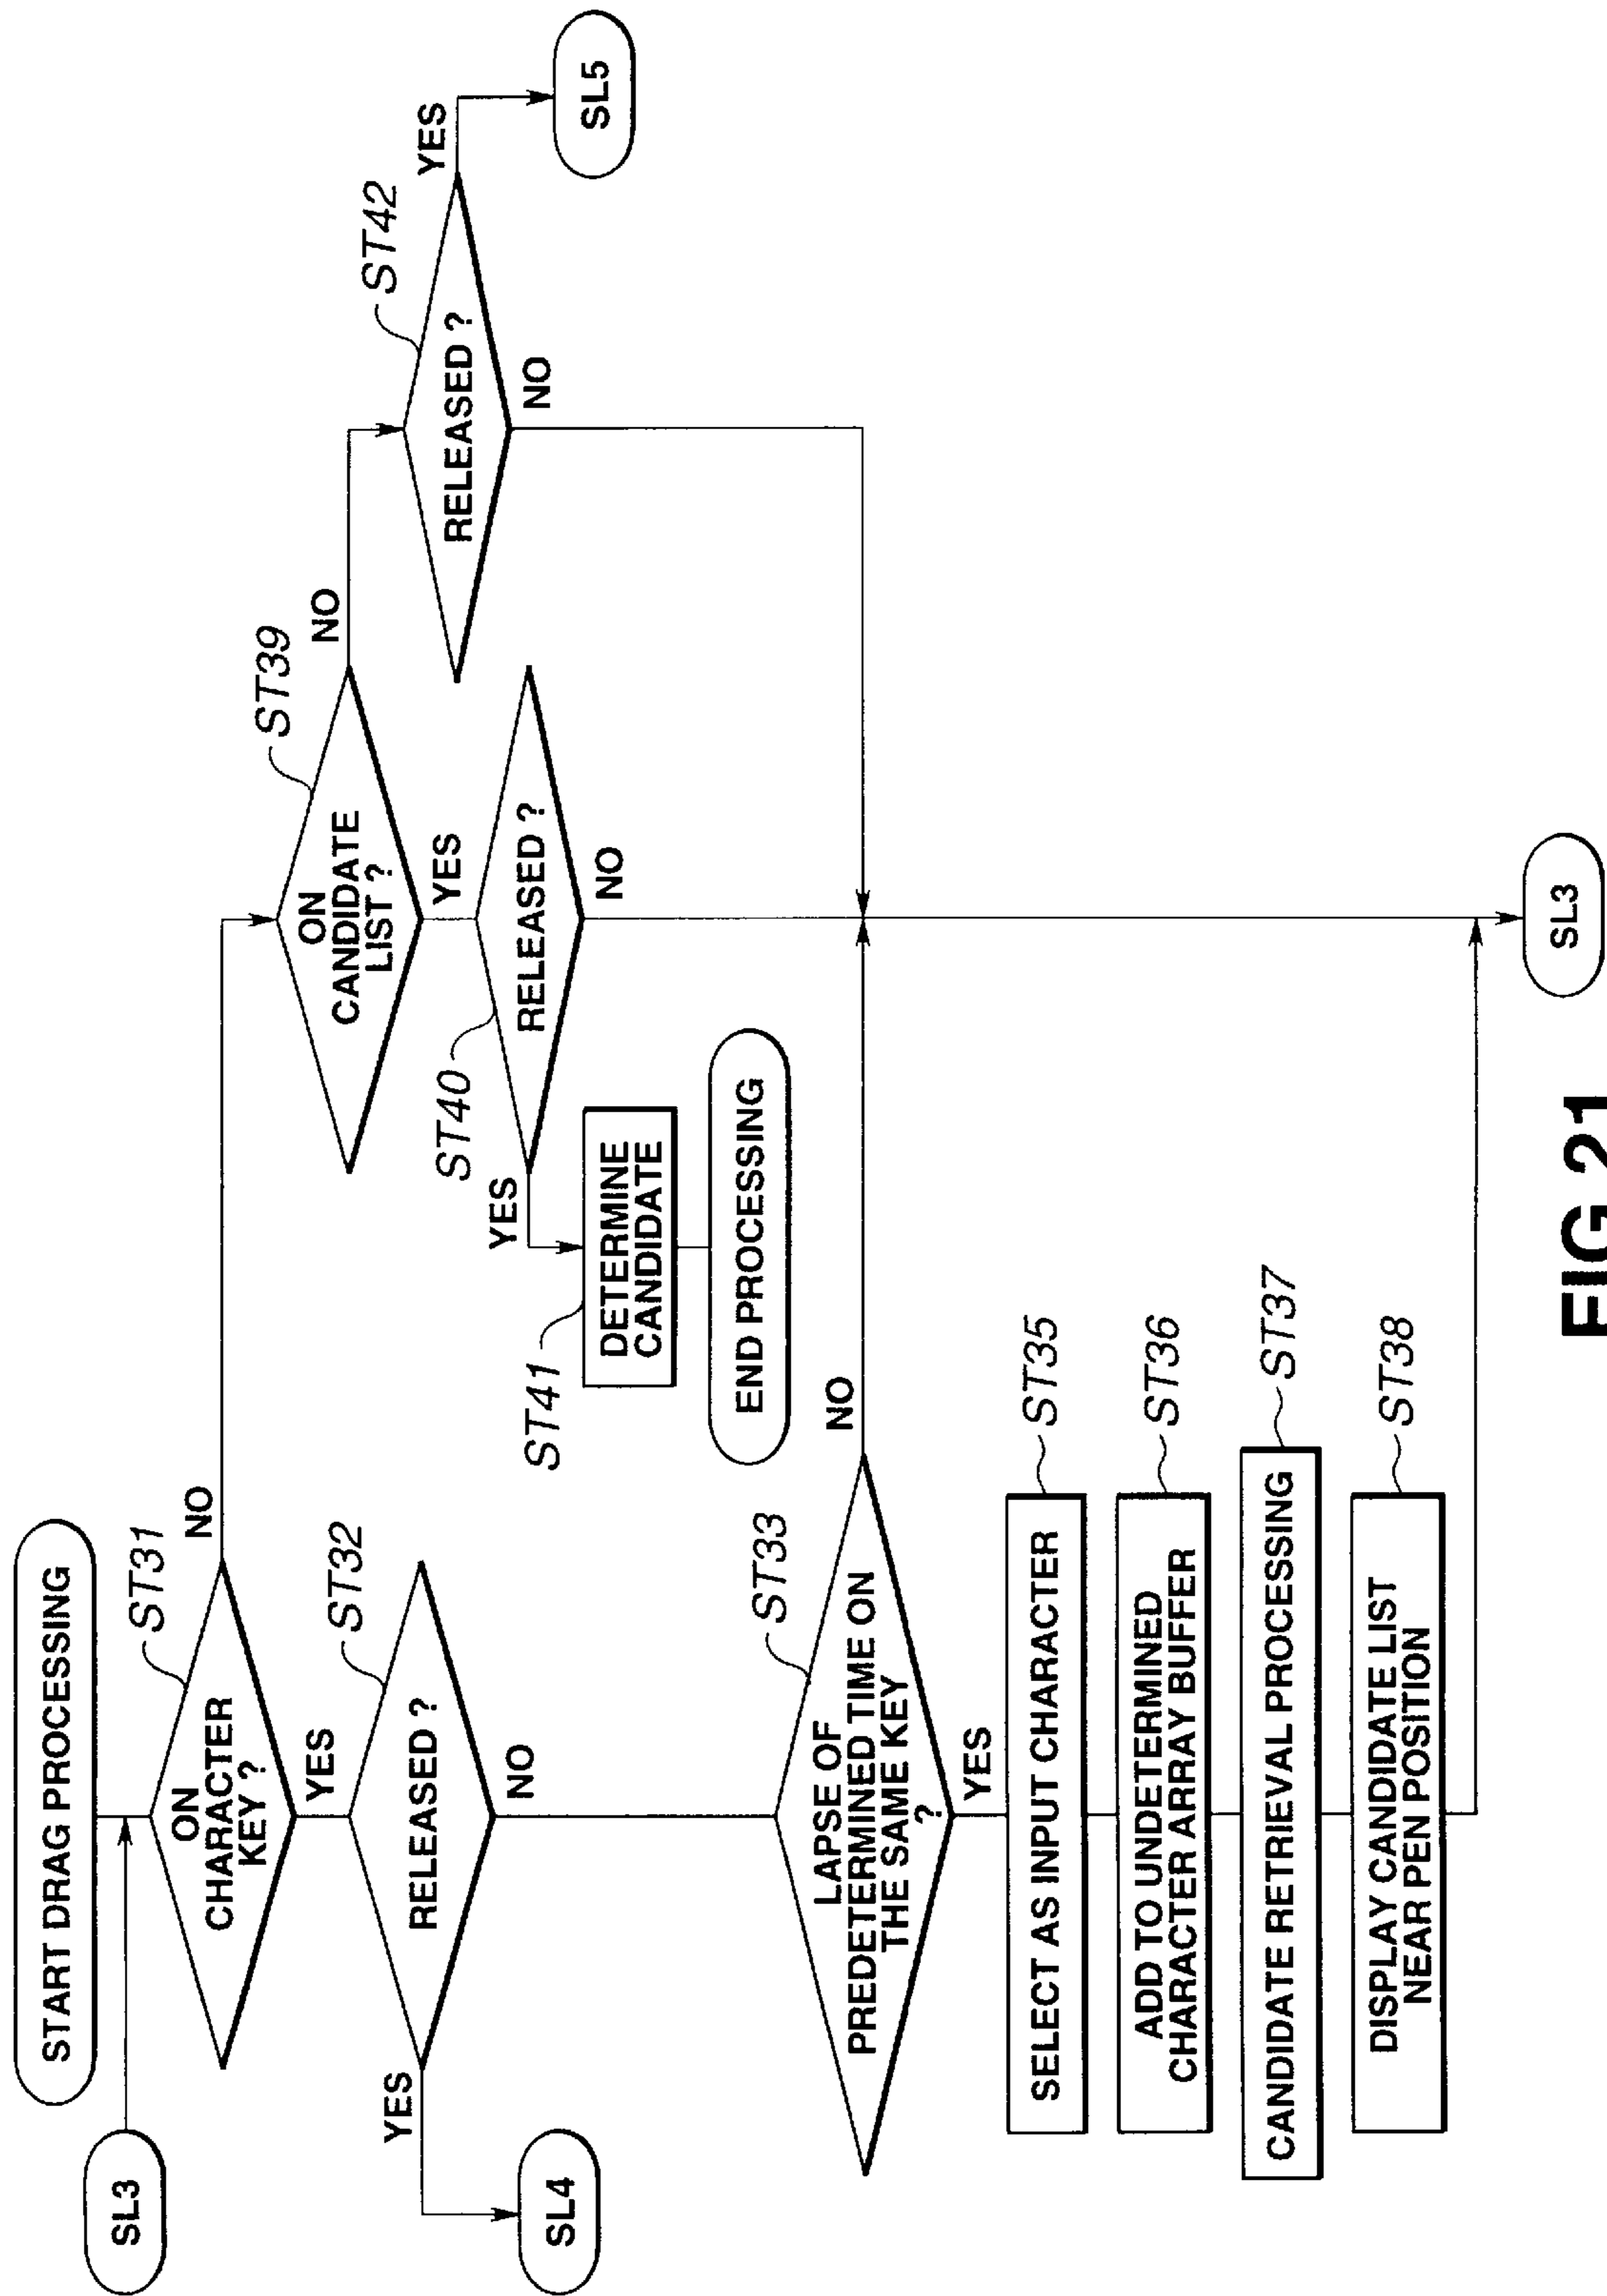 START DRAG PROCESSING
SL3
ST31
ON
CHARACTER
KEY ?
NO
YES
ST32
RELEASED ?
YES
NO
SL4
ST33
LAPSE OF
PREDETERMINED TIME ON
THE SAME KEY
?
NO
YES
SELECT AS INPUT CHARACTER
ST35
ADD TO UNDETERMINED
CHARACTER ARRAY BUFFER
ST36
CANDIDATE RETRIEVAL PROCESSING
ST37
DISPLAY CANDIDATE LIST
NEAR PEN POSITION
ST38
ST39
ON
CANDIDATE
LIST ?
NO
YES
ST40
RELEASED ?
YES
NO
ST41
DETERMINE
CANDIDATE
END PROCESSING
ST42
RELEASED ?
YES
NO
SL5
SL3
FIG.21